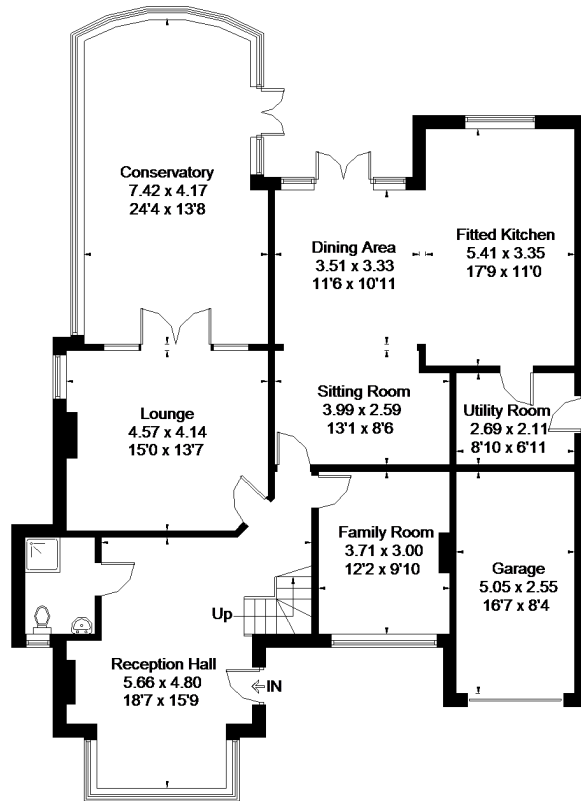 Conservatory
7.42 x 4.17
24'4 x 13'8
Dining Area
3.51 x 3.33
11'6 x 10'11
Fitted Kitchen
5.41 x 3.35
17'9 x 11'0
Lounge
4.57 x 4.14
15'0 x 13'7
Sitting Room
3.99 x 2.59
13'1 x 8'6
Utility Room
2.69 x 2.11
8'10 x 6'11
Family Room
3.71 x 3.00
12'2 x 9'10
Garage
5.05 x 2.55
16'7 x 8'4
Up
Reception Hall
5.66 x 4.80
18'7 x 15'9
IN